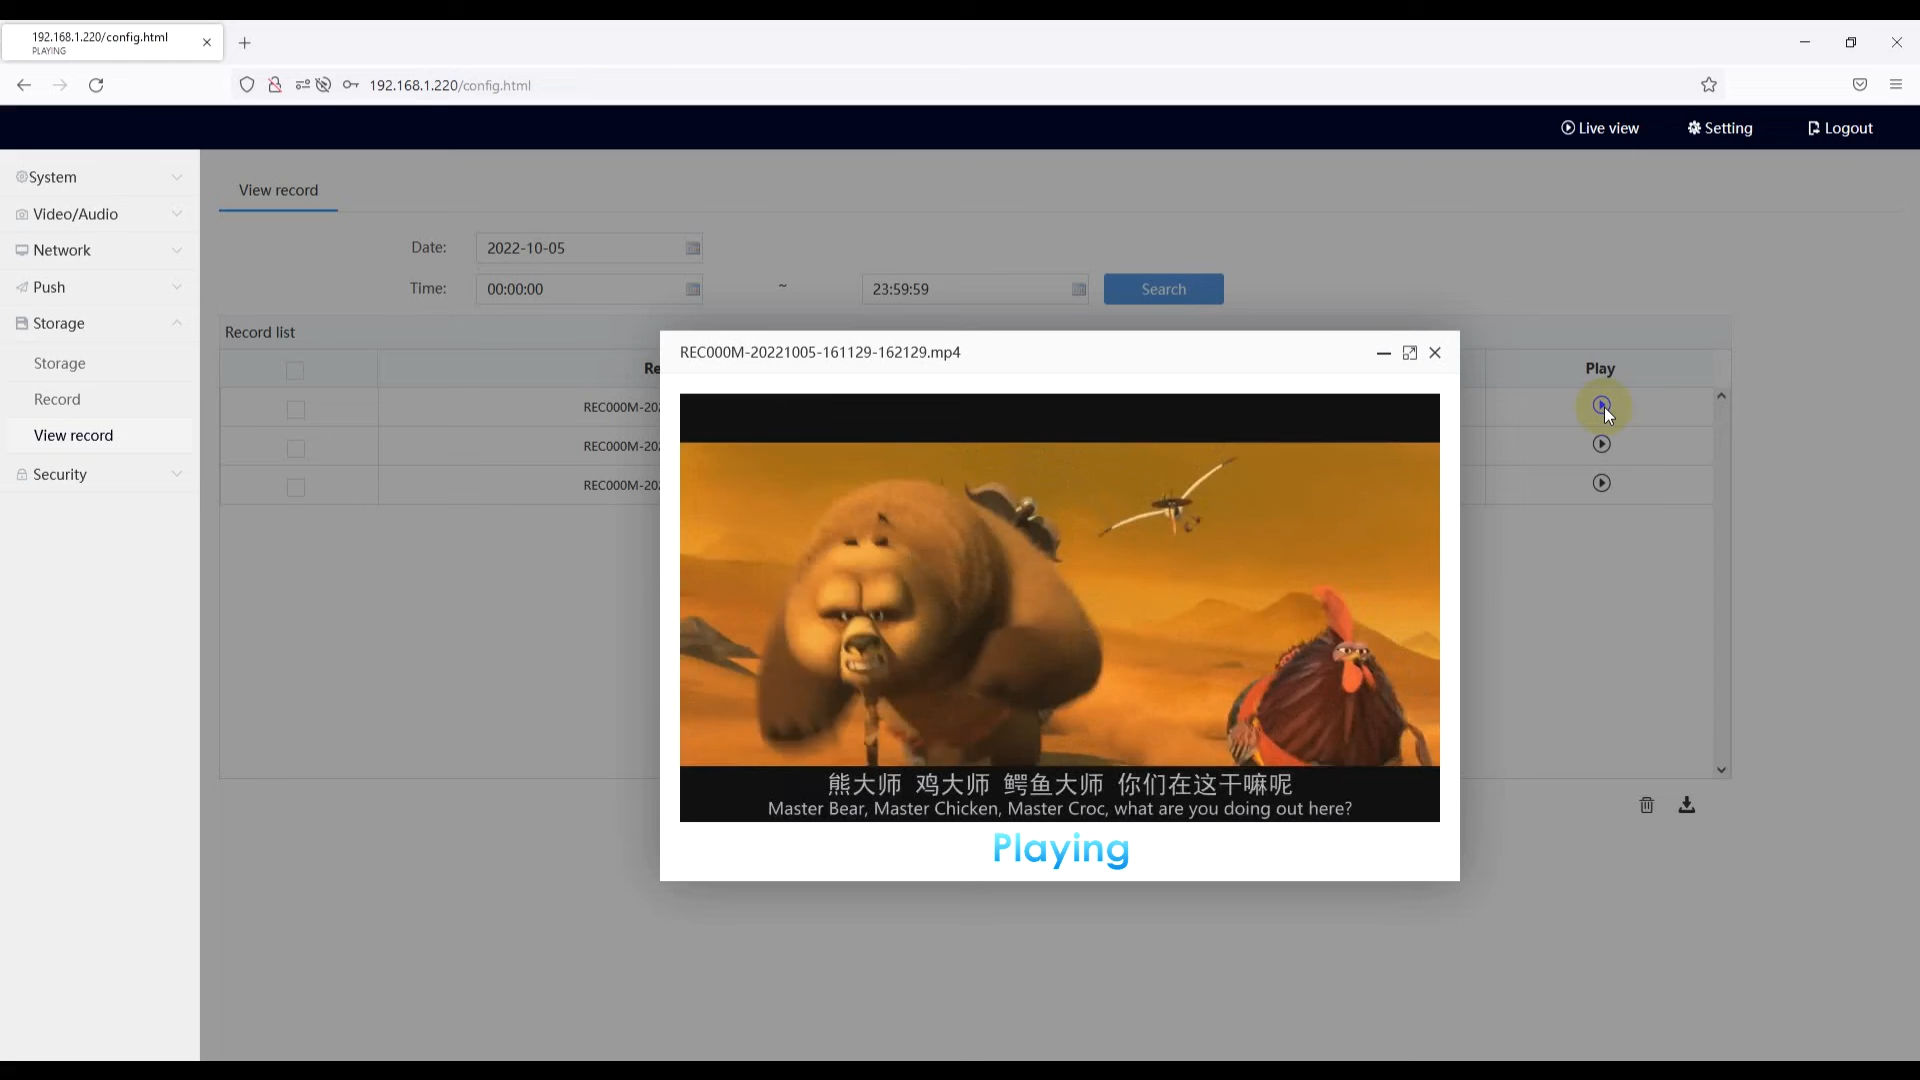 192.168.1.220/config.html
PLAYING
192.168.1.220/config.html
Live view
Setting
Logout
System
Video/Audio
Network
Push
Storage
Storage
Record
View record
Security
View record
Date: 2022-10-05
Time: 00:00:00 ~ 23:59:59 Search
Record list
Re
Play
REC000M-202
REC000M-202
REC000M-202
REC000M-20221005-161129-162129.mp4
熊大师 鸡大师 鳄鱼大师 你们在这干嘛呢
Master Bear, Master Chicken, Master Croc, what are you doing out here?
Playing